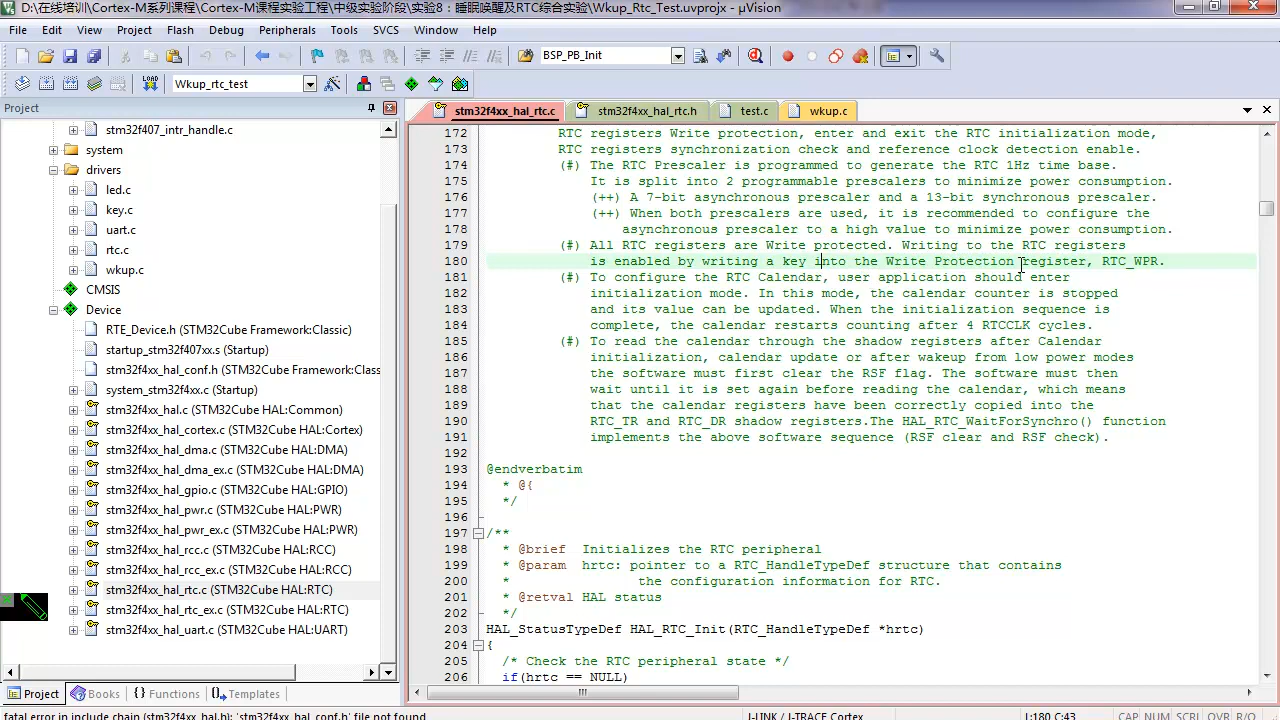 D:\在线培训\Cortex-M系列课程\Cortex-M课程实验工程\中级实验阶段\实验8：睡眠唤醒及RTC综合实验\Wkup_Rtc_Test.uvprojx - µVision
File Edit View Project Flash Debug Peripherals Tools SVCS Window Help
BSP_PB_Init
LOAD
Wkup_rtc_test
Project
stm32f4xx_hal_rtc.c stm32f4xx_hal_rtc.h test.c wkup.c
stm32f407_intr_handle.c
system
drivers
led.c
key.c
uart.c
rtc.c
wkup.c
CMSIS
Device
RTE_Device.h (STM32Cube Framework:Classic)
startup_stm32f407xx.s (Startup)
stm32f4xx_hal_conf.h (STM32Cube Framework:Class
system_stm32f4xx.c (Startup)
stm32f4xx_hal.c (STM32Cube HAL:Common)
stm32f4xx_hal_cortex.c (STM32Cube HAL:Cortex)
stm32f4xx_hal_dma.c (STM32Cube HAL:DMA)
stm32f4xx_hal_dma_ex.c (STM32Cube HAL:DMA)
stm32f4xx_hal_gpio.c (STM32Cube HAL:GPIO)
stm32f4xx_hal_pwr.c (STM32Cube HAL:PWR)
stm32f4xx_hal_pwr_ex.c (STM32Cube HAL:PWR)
stm32f4xx_hal_rcc.c (STM32Cube HAL:RCC)
stm32f4xx_hal_rcc_ex.c (STM32Cube HAL:RCC)
stm32f4xx_hal_rtc.c (STM32Cube HAL:RTC)
stm32f4xx_hal_rtc_ex.c (STM32Cube HAL:RTC)
stm32f4xx_hal_uart.c (STM32Cube HAL:UART)
172 RTC registers Write protection, enter and exit the RTC initialization mode,
173 RTC registers synchronization check and reference clock detection enable.
174 (#) The RTC Prescaler is programmed to generate the RTC 1Hz time base.
175 It is split into 2 programmable prescalers to minimize power consumption.
176 (++) A 7-bit asynchronous prescaler and a 13-bit synchronous prescaler.
177 (++) When both prescalers are used, it is recommended to configure the
178 asynchronous prescaler to a high value to minimize power consumption.
179 (#) All RTC registers are Write protected. Writing to the RTC registers
180 is enabled by writing a key into the Write Protection register, RTC_WPR.
181 (#) To configure the RTC Calendar, user application should enter
182 initialization mode. In this mode, the calendar counter is stopped
183 and its value can be updated. When the initialization sequence is
184 complete, the calendar restarts counting after 4 RTCCLK cycles.
185 (#) To read the calendar through the shadow registers after Calendar
186 initialization, calendar update or after wakeup from low power modes
187 the software must first clear the RSF flag. The software must then
188 wait until it is set again before reading the calendar, which means
189 that the calendar registers have been correctly copied into the
190 RTC_TR and RTC_DR shadow registers.The HAL_RTC_WaitForSynchro() function
191 implements the above software sequence (RSF clear and RSF check).
192
193 @endverbatim
194 * @{
195 */
196
197 /**
198 * @brief Initializes the RTC peripheral
199 * @param hrtc: pointer to a RTC_HandleTypeDef structure that contains
200 * the configuration information for RTC.
201 * @retval HAL status
202 */
203 HAL_StatusTypeDef HAL_RTC_Init(RTC_HandleTypeDef *hrtc)
204 {
205 /* Check the RTC peripheral state */
206 if(hrtc == NULL)
Project Books {} Functions Templates
fatal error in include chain (stm32f4xx_hal.h): 'stm32f4xx_hal_conf.h' file not found
J-LINK / J-TRACE Cortex L:180 C:43 CAP NUM SCRL OVR R/O